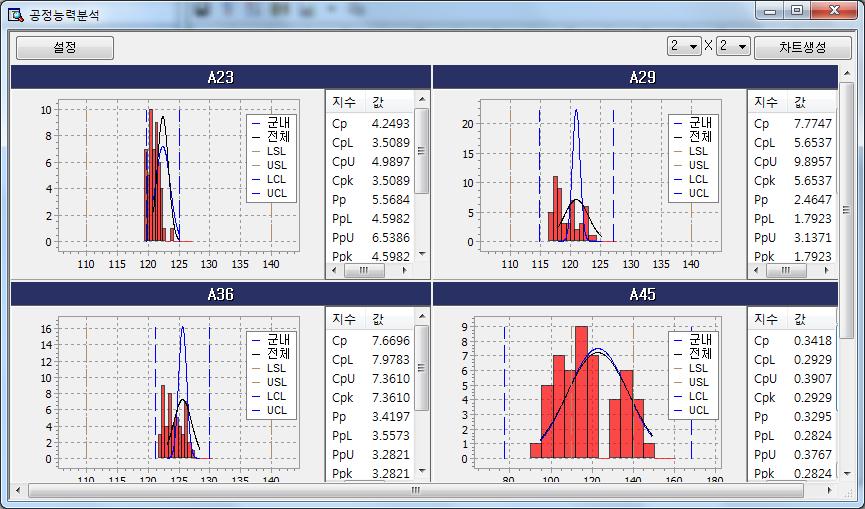 공정능력분석
설정
2 X 2 차트생성
A23
10
8
6
4
2
0
110 115 120 125 130 135 140
군내
전체
LSL
USL
LCL
UCL
지수 값
Cp 4.2493
CpL 3.5089
CpU 4.9897
Cpk 3.5089
Pp 5.5684
PpL 4.5982
PpU 6.5386
Ppk 4.5982
A29
20
15
10
5
0
110 115 120 125 130 135 140
군내
전체
LSL
USL
LCL
UCL
지수 값
Cp 7.7747
CpL 5.6537
CpU 9.8957
Cpk 5.6537
Pp 2.4647
PpL 1.7923
PpU 3.1371
Ppk 1.7923
A36
16
14
12
10
8
6
4
2
0
110 115 120 125 130 135 140
군내
전체
LSL
USL
LCL
UCL
지수 값
Cp 7.6696
CpL 7.9783
CpU 7.3610
Cpk 7.3610
Pp 3.4197
PpL 3.5573
PpU 3.2821
Ppk 3.2821
A45
9
8
7
6
5
4
3
2
1
0
80 100 120 140 160 180
군내
전체
LSL
USL
LCL
UCL
지수 값
Cp 0.3418
CpL 0.2929
CpU 0.3907
Cpk 0.2929
Pp 0.3295
PpL 0.2824
PpU 0.3767
Ppk 0.2824